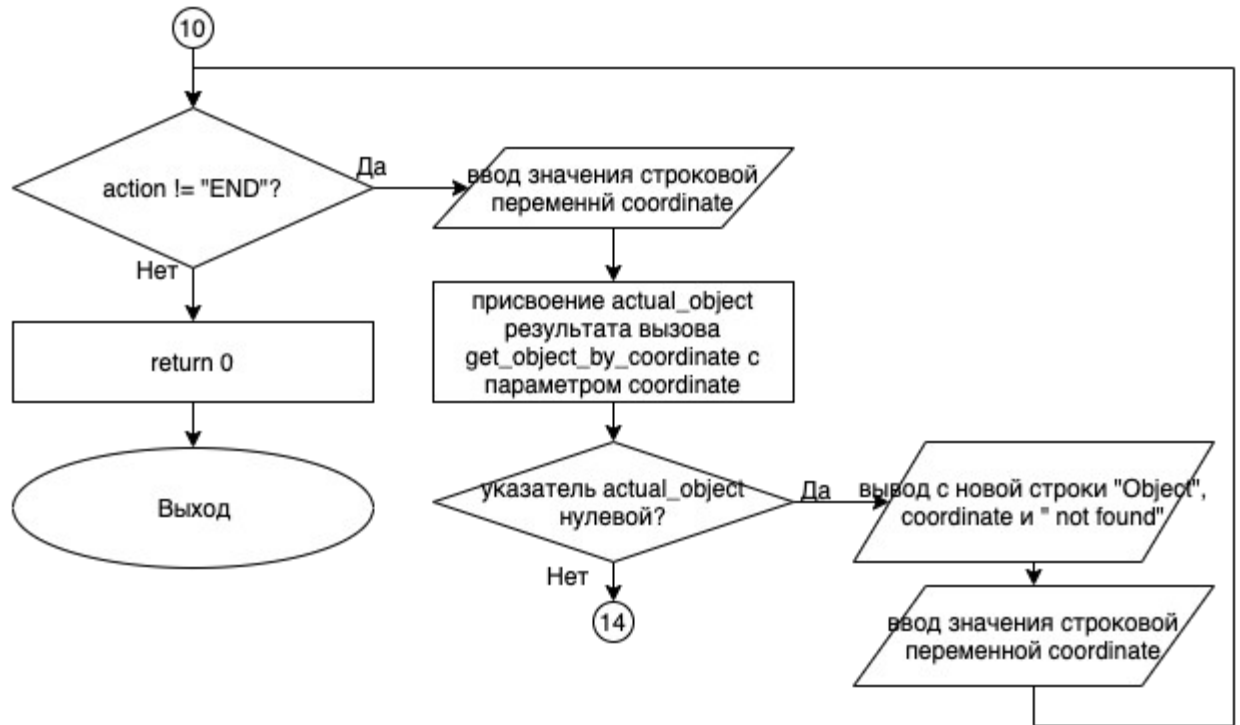 10
action != "END"?
Да
ввод значения строковой
переменнй coordinate
Нет
return 0
Выход
присвоение actual_object
результата вызова
get_object_by_coordinate с
параметром coordinate
указатель actual_object
нулевой?
Да
вывод с новой строки "Object",
coordinate и " not found"
Нет
14
ввод значения строковой
переменной coordinate